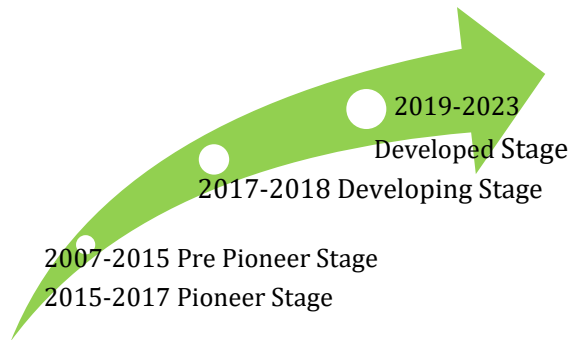 2019-2023
Developed Stage
2017-2018 Developing Stage
2007-2015 Pre Pioneer Stage
2015-2017 Pioneer Stage